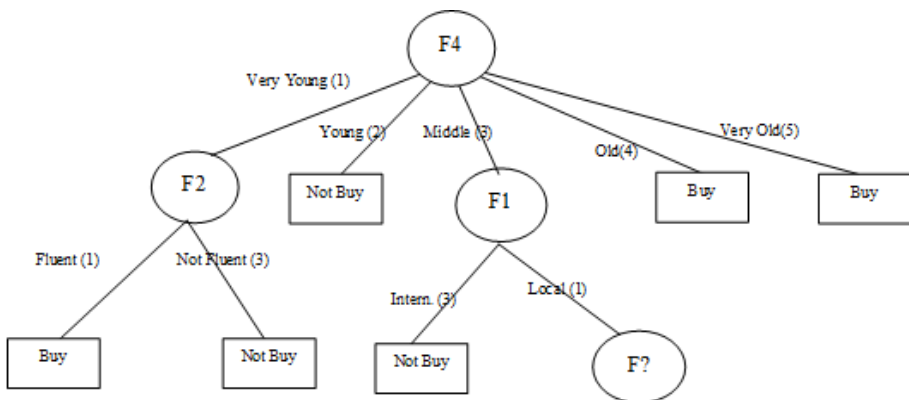 F4
Very Young (1)
Young (2)
Middle (3)
Old(4)
Very Old(5)
F2
Not Buy
F1
Buy
Buy
Fluent (1)
Not Fluent (3)
Intern. (3)
Local (1)
Buy
Not Buy
Not Buy
F?